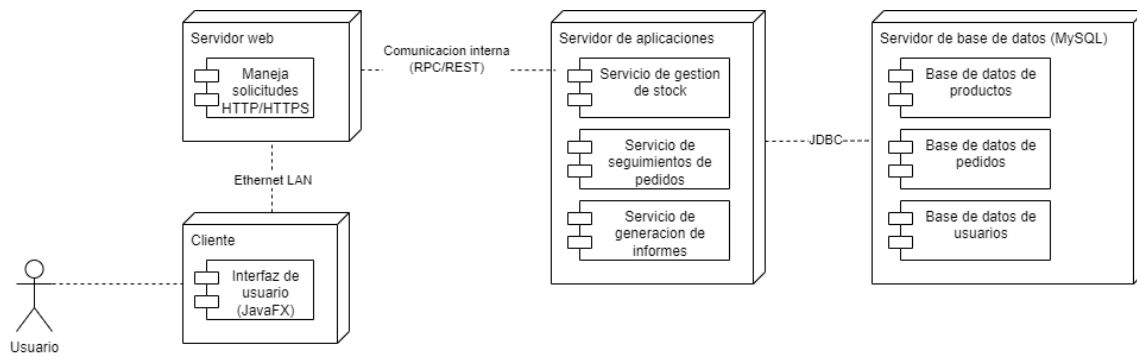 Servidor web
Maneja
solicitudes
HTTP/HTTPS
Comunicacion interna
(RPC/REST)
Servidor de aplicaciones
Servicio de gestion
de stock
Servicio de
seguimientos de
pedidos
Servicio de
generacion de
informes
JDBC
Servidor de base de datos (MySQL)
Base de datos de
productos
Base de datos de
pedidos
Base de datos de
usuarios
Ethernet LAN
Cliente
Interfaz de
usuario
(JavaFX)
Usuario